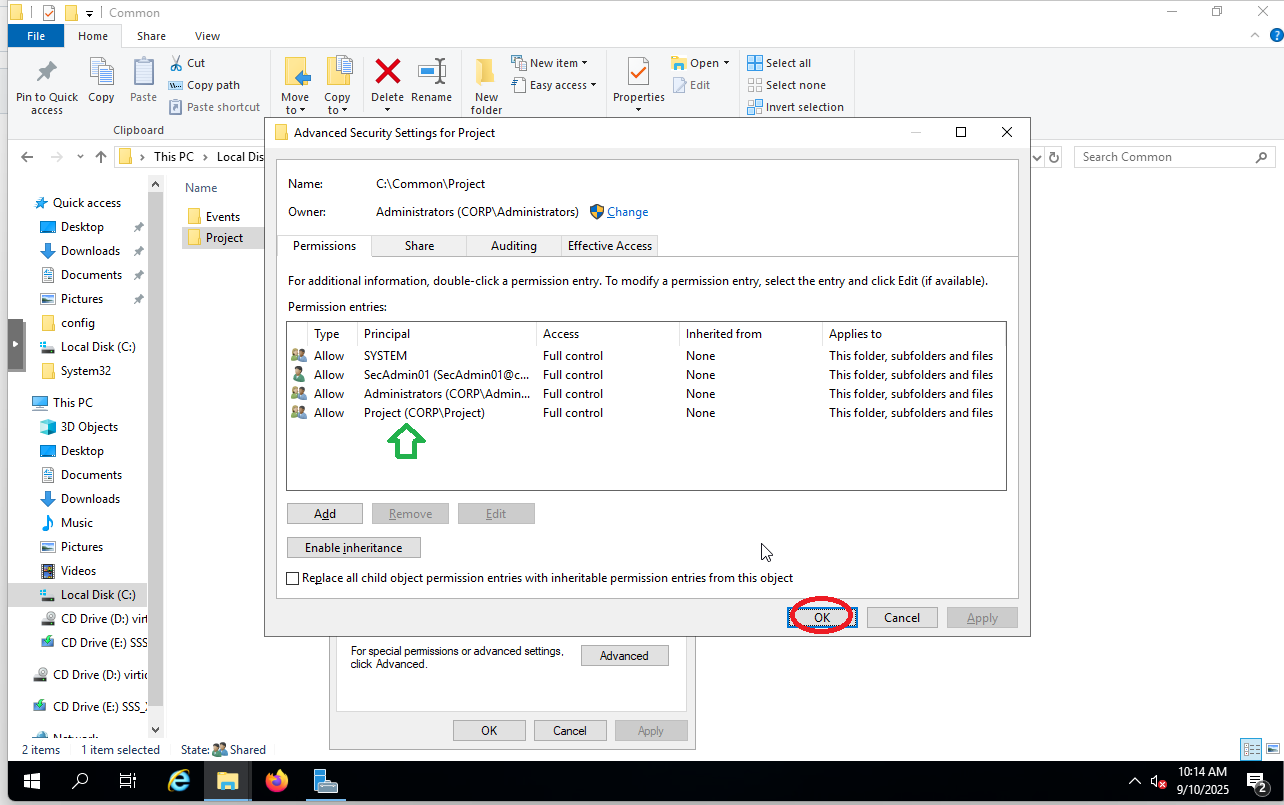 Common
File Home Share View
Pin to Quick access
Copy
Paste
Cut
Copy path
Paste shortcut
Clipboard
Move to
Copy to
Delete
Rename
New folder
New item
Easy access
Properties
Open
Edit
Select all
Select none
Invert selection
This PC Local Dis
Search Common
Quick access
Desktop
Downloads
Documents
Pictures
config
Local Disk (C:)
System32
This PC
3D Objects
Desktop
Documents
Downloads
Music
Pictures
Videos
Local Disk (C:)
CD Drive (D:) virt
CD Drive (E:) SSS
CD Drive (D:) virtic
CD Drive (E:) SSS_
Network
Name
Events
Project
Advanced Security Settings for Project
Name: C:\Common\Project
Owner: Administrators (CORP\Administrators) Change
Permissions Share Auditing Effective Access
For additional information, double-click a permission entry. To modify a permission entry, select the entry and click Edit (if available).
Permission entries:
Type Principal Access Inherited from Applies to
Allow SYSTEM Full control None This folder, subfolders and files
Allow SecAdmin01 (SecAdmin01@c... Full control None This folder, subfolders and files
Allow Administrators (CORP\Admin... Full control None This folder, subfolders and files
Allow Project (CORP\Project) Full control None This folder, subfolders and files
Add Remove Edit
Enable inheritance
Replace all child object permission entries with inheritable permission entries from this object
OK Cancel Apply
For special permissions or advanced settings,
click Advanced.
Advanced
OK Cancel Apply
2 items 1 item selected State: Shared
10:14 AM
9/10/2025
2